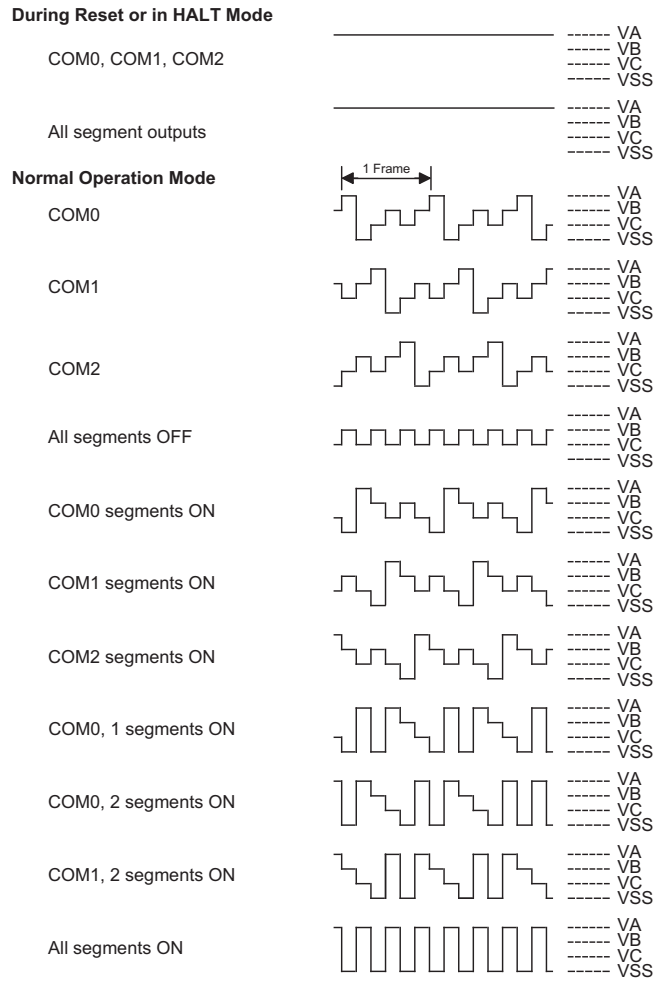 During Reset or in HALT Mode
COM0, COM1, COM2
VA
VB
VC
VSS
All segment outputs
VA
VB
VC
VSS
Normal Operation Mode
1 Frame
COM0
VA
VB
VC
VSS
COM1
VA
VB
VC
VSS
COM2
VA
VB
VC
VSS
All segments OFF
VA
VB
VC
VSS
COM0 segments ON
VA
VB
VC
VSS
COM1 segments ON
VA
VB
VC
VSS
COM2 segments ON
VA
VB
VC
VSS
COM0, 1 segments ON
VA
VB
VC
VSS
COM0, 2 segments ON
VA
VB
VC
VSS
COM1, 2 segments ON
VA
VB
VC
VSS
All segments ON
VA
VB
VC
VSS